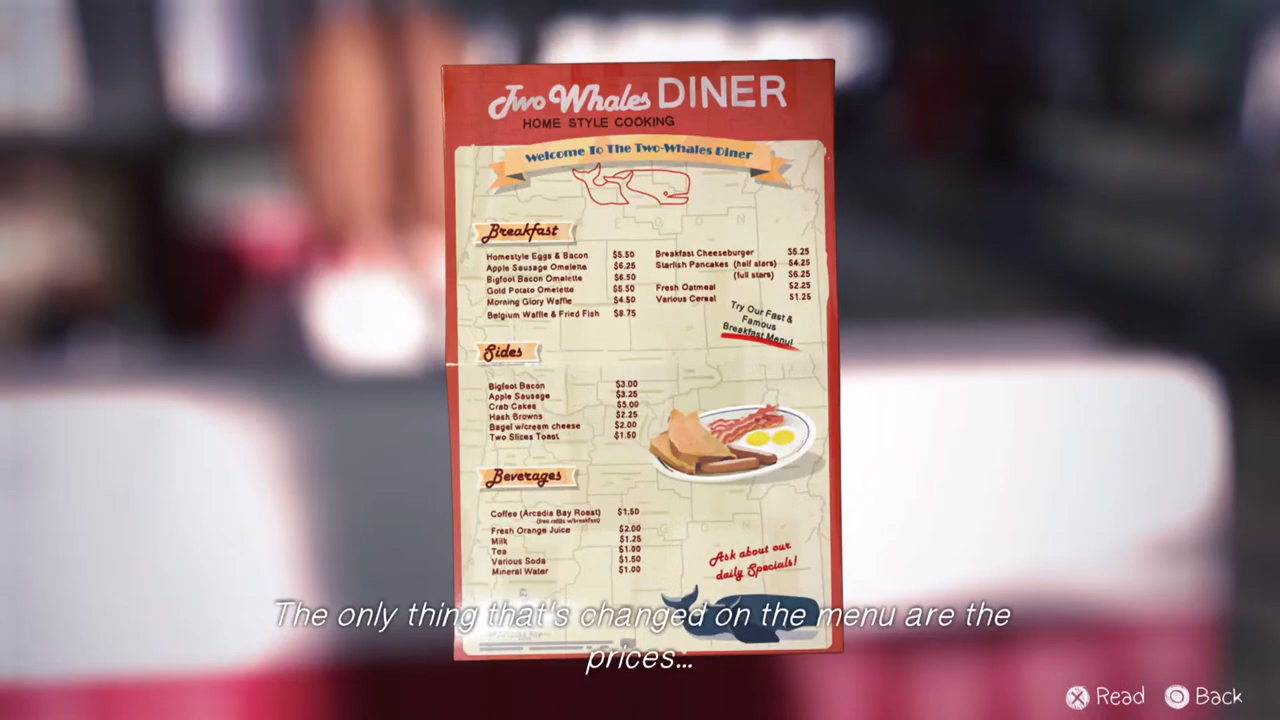 Two Whales DINER
HOME STYLE COOKING
Welcome To The Two-Whales Diner
Breakfast
Homestyle Eggs & Bacon $5.50
Apple Sausage Omelette $6.25
Bigfoot Bacon Omelette $6.50
Gold Potato Omelette $5.50
Morning Glory Waffle $4.50
Belgium Waffle & Fried Fish $8.75
Breakfast Cheeseburger $5.25
Starfish Pancakes (half stars) $4.25
(full stars) $6.25
Fresh Oatmeal $2.25
Various Cereal $1.25
Try Our Fast &
Famous
Breakfast Menu!
Sides
Bigfoot Bacon $3.00
Apple Sausage $3.25
Crab Cakes $5.00
Hash Browns $2.25
Bagel w/cream cheese $2.00
Two Slices Toast $1.50
Beverages
Coffee (Arcadia Bay Roast) $1.50
(free refills w/breakfast)
Fresh Orange Juice $2.00
Milk $1.25
Tea $1.00
Various Soda $1.50
Mineral Water $1.00
Ask about our
daily Specials!
The only thing that's changed on the menu are the
prices...
Read Back